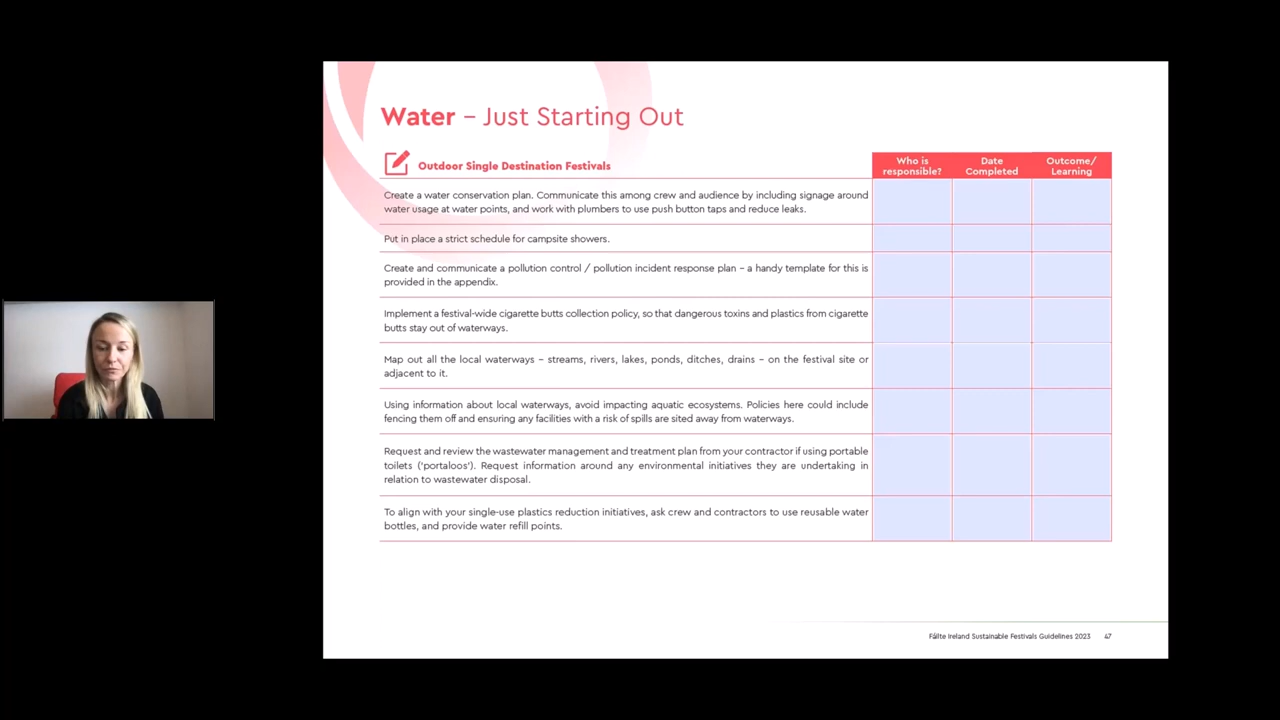 Water – Just Starting Out
Outdoor Single Destination Festivals
Who is
responsible?
Date
Completed
Outcome/
Learning
Create a water conservation plan. Communicate this among crew and audience by including signage around
water usage at water points, and work with plumbers to use push button taps and reduce leaks.
Put in place a strict schedule for campsite showers.
Create and communicate a pollution control / pollution incident response plan – a handy template for this is
provided in the appendix.
Implement a festival-wide cigarette butts collection policy, so that dangerous toxins and plastics from cigarette
butts stay out of waterways.
Map out all the local waterways – streams, rivers, lakes, ponds, ditches, drains – on the festival site or
adjacent to it.
Using information about local waterways, avoid impacting aquatic ecosystems. Policies here could include
fencing them off and ensuring any facilities with a risk of spills are sited away from waterways.
Request and review the wastewater management and treatment plan from your contractor if using portable
toilets ('portaloos'). Request information around any environmental initiatives they are undertaking in
relation to wastewater disposal.
To align with your single-use plastics reduction initiatives, ask crew and contractors to use reusable water
bottles, and provide water refill points.
Fáilte Ireland Sustainable Festivals Guidelines 2023 47